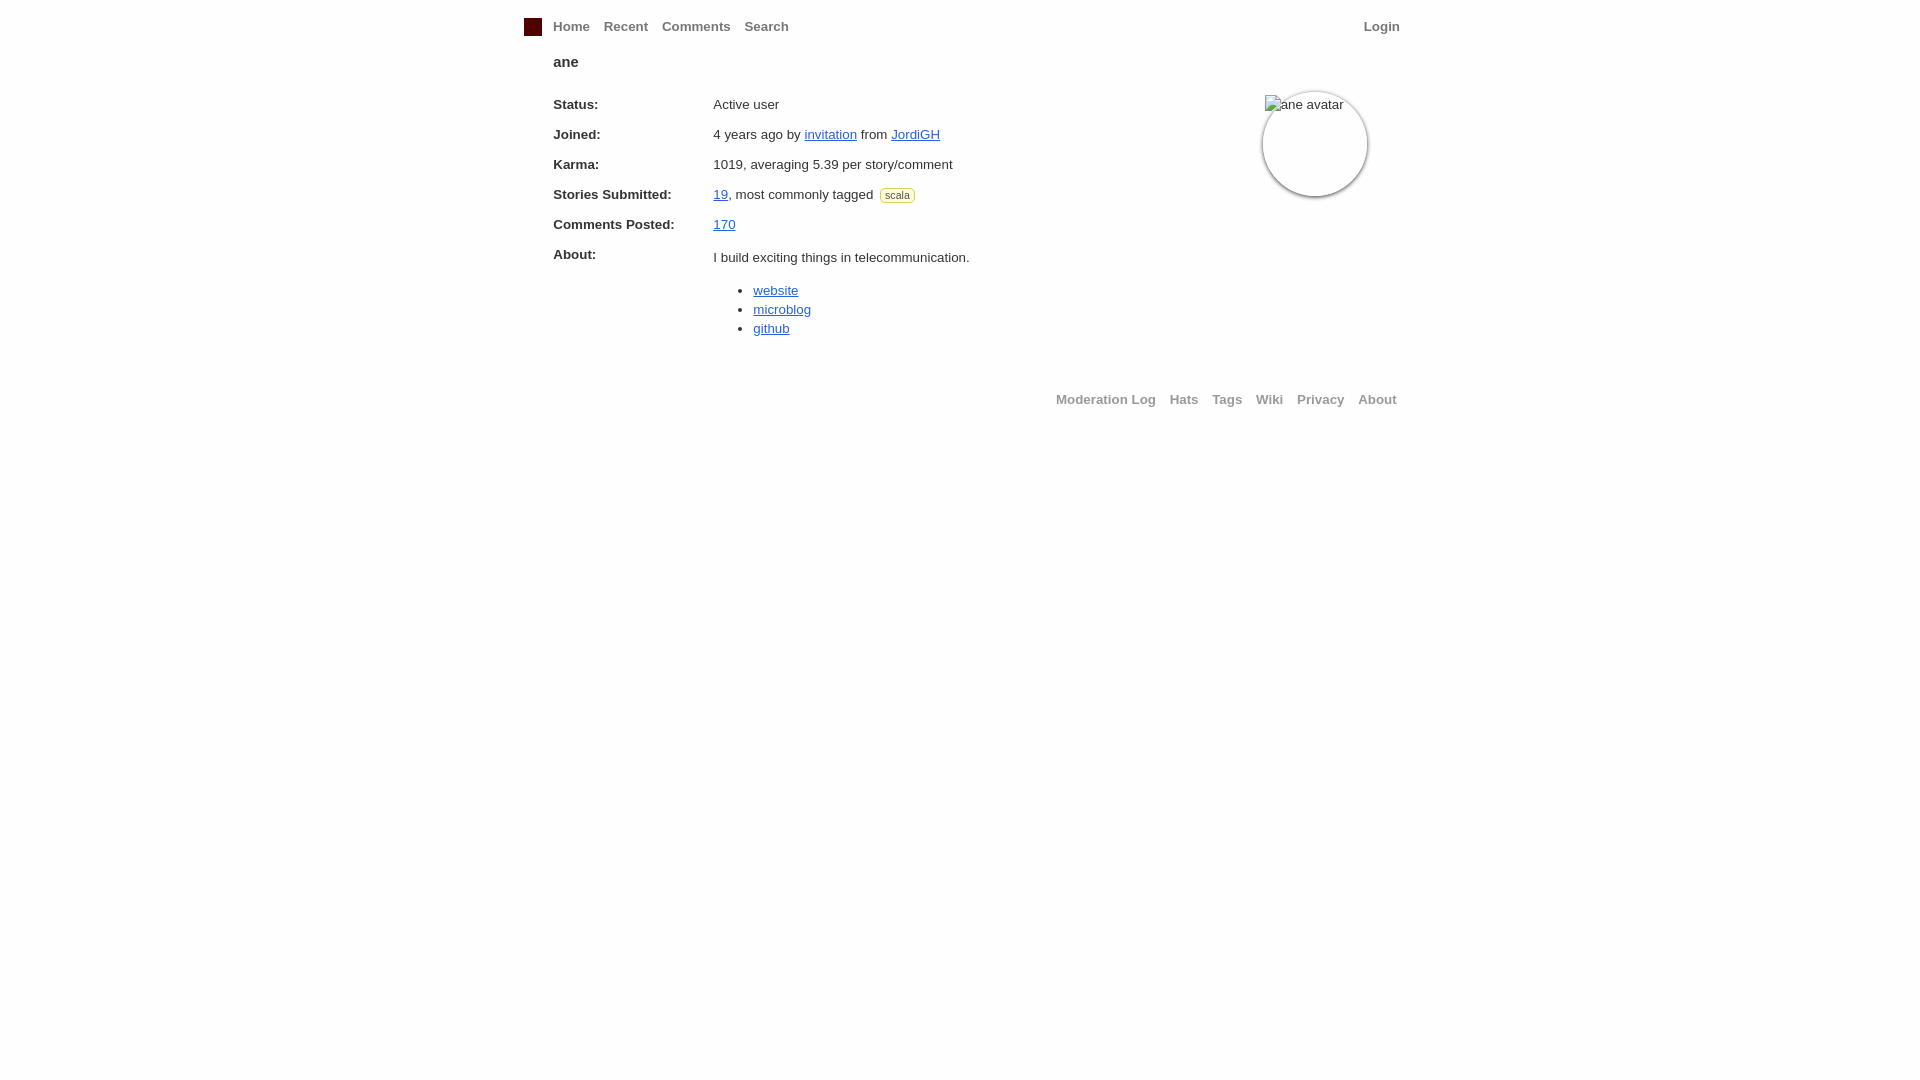 Home Recent Comments Search Login
ane
Status: Active user
ane avatar
Joined: 4 years ago by invitation from JordiGH
Karma: 1019, averaging 5.39 per story/comment
Stories Submitted: 19, most commonly tagged scala
Comments Posted: 170
About: I build exciting things in telecommunication.
• website
• microblog
• github
Moderation Log Hats Tags Wiki Privacy About